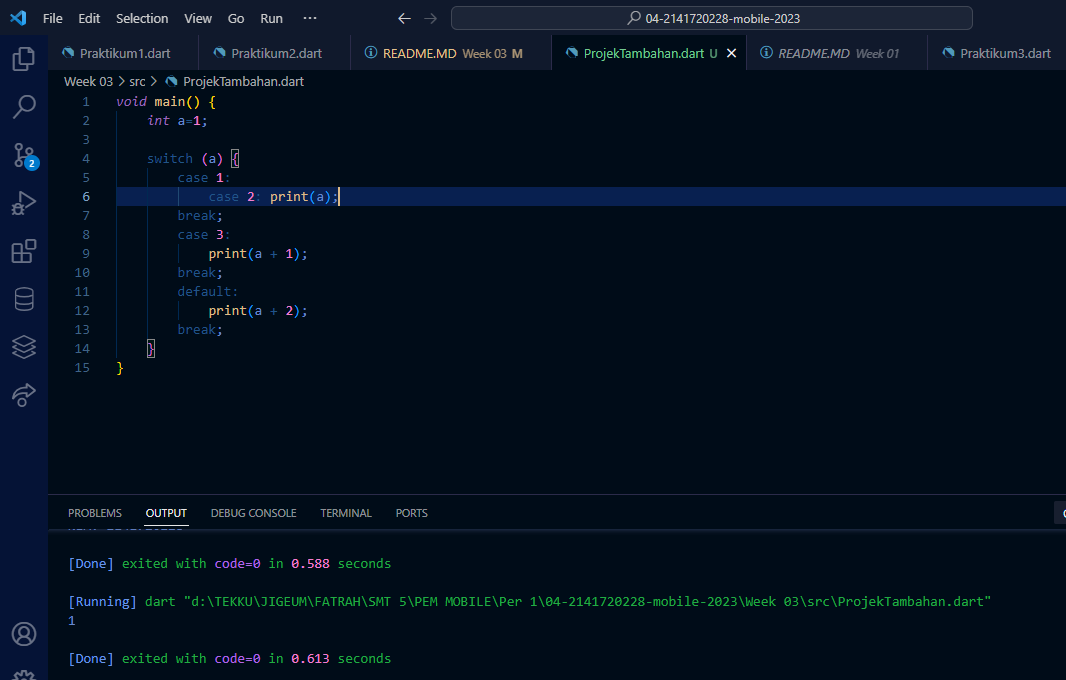 File Edit Selection View Go Run ··· 04-2141720228-mobile-2023
Praktikum1.dart Praktikum2.dart README.MD Week 03 M ProjekTambahan.dart U README.MD Week 01 Praktikum3.dart
Week 03 > src > ProjekTambahan.dart
1 void main() {
2 int a=1;
3
4 switch (a) {
5 case 1:
6 case 2: print(a);
7 break;
8 case 3:
9 print(a + 1);
10 break;
11 default:
12 print(a + 2);
13 break;
14 }
15 }
2
PROBLEMS OUTPUT DEBUG CONSOLE TERMINAL PORTS
[Done] exited with code=0 in 0.588 seconds
[Running] dart "d:\TEKKU\JIGEUM\FATRAH\SMT 5\PEM MOBILE\Per 1\04-2141720228-mobile-2023\Week 03\src\ProjekTambahan.dart"
1
[Done] exited with code=0 in 0.613 seconds